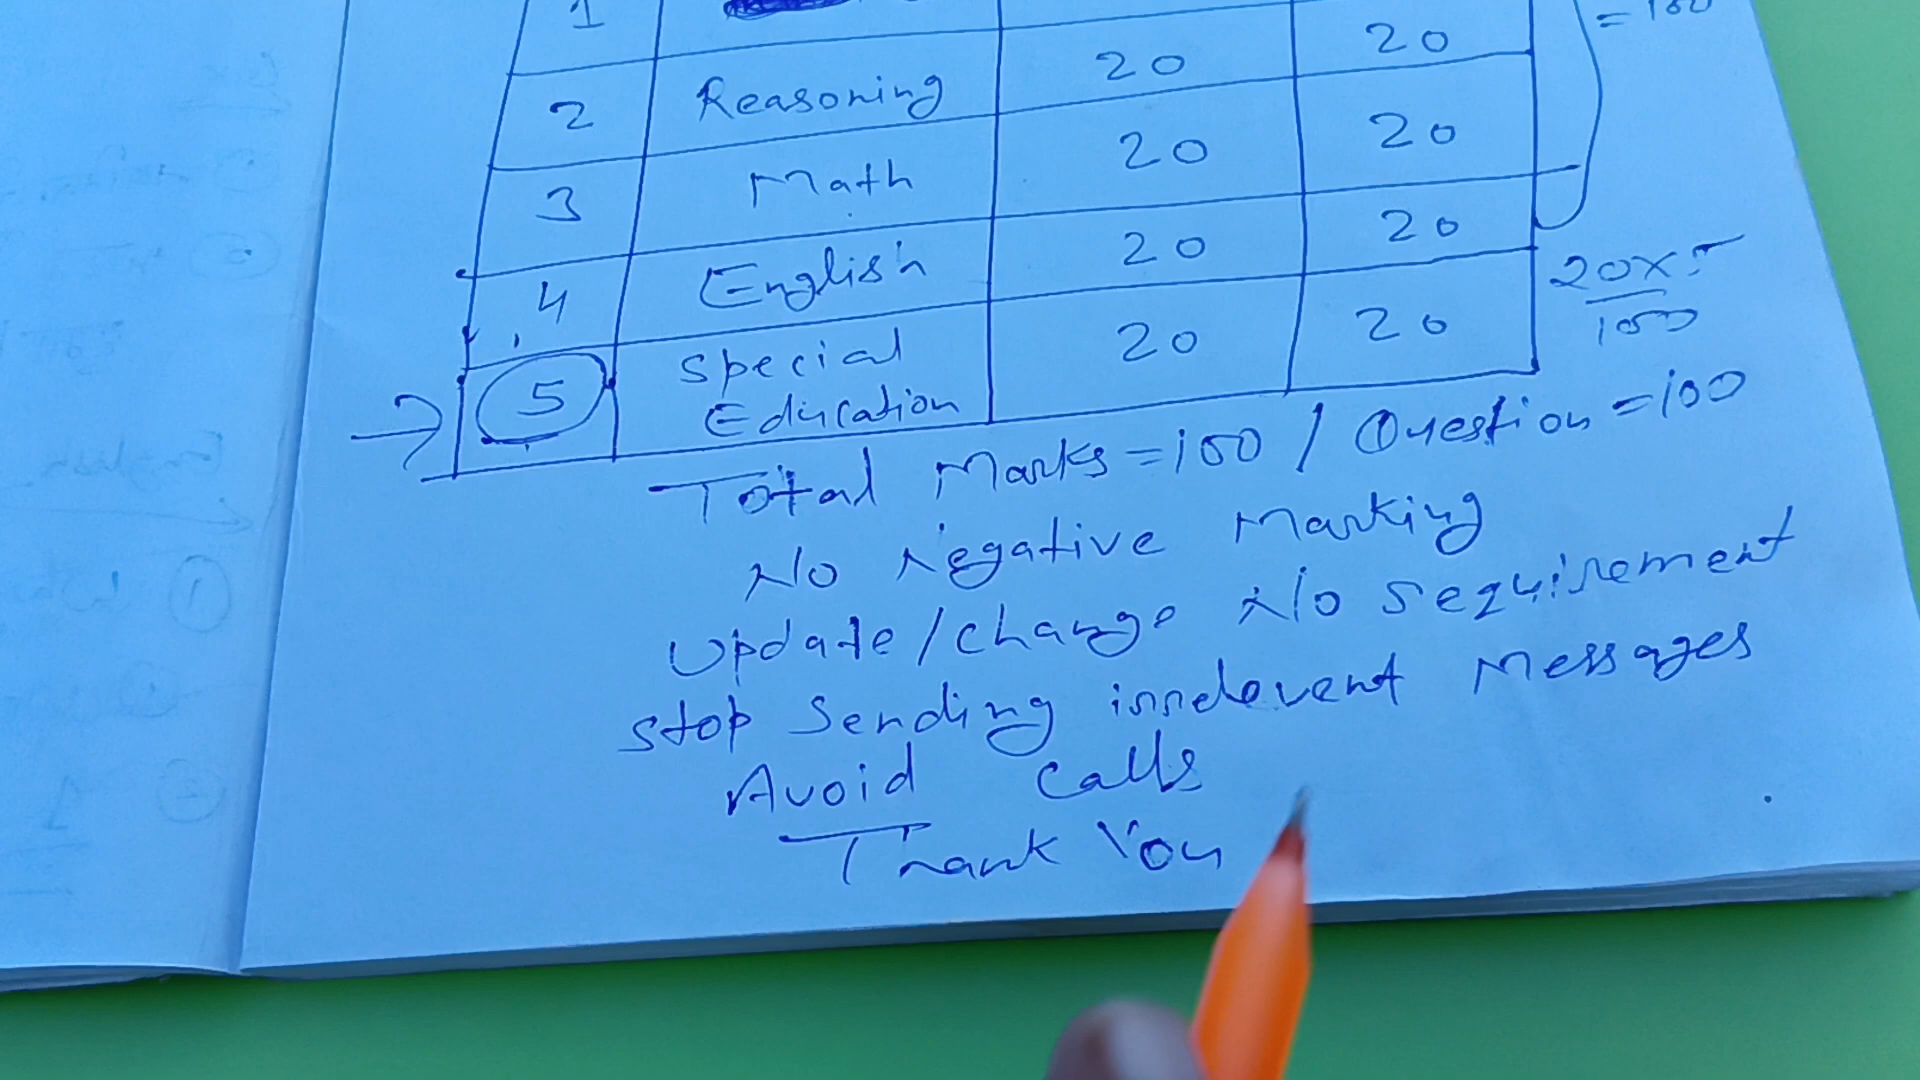 1
= 100
2 Reasoning 20 20
3 Math 20 20
4 English 20 20
5 Special Education 20 20
20x5
100
Total Marks = 100 / Question = 100
No Negative Marking
Update/Change No requirement
Stop Sending irrelevent Messages
Avoid Calls
Thank You